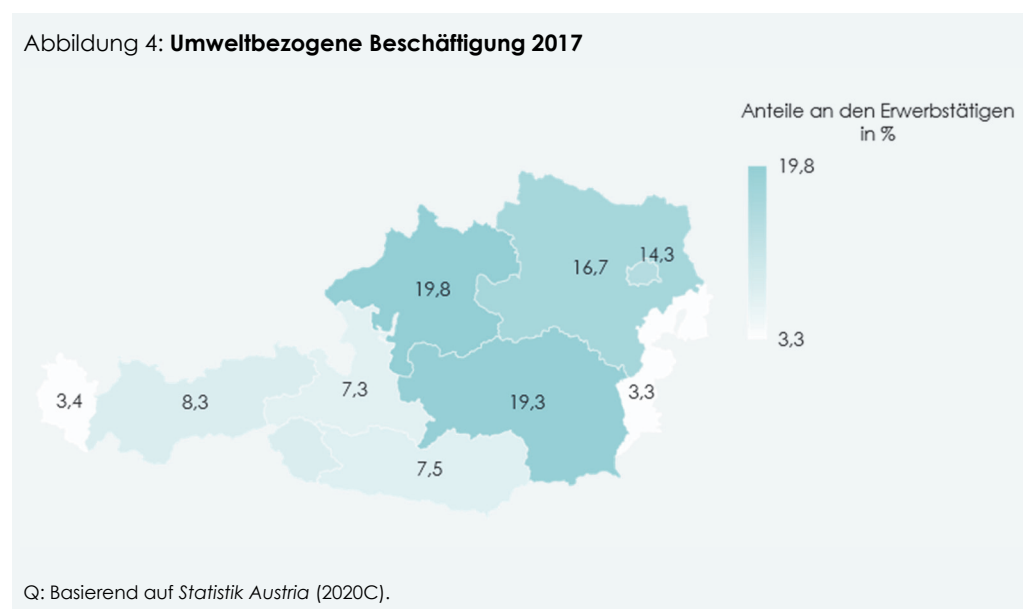 Abbildung 4: Umweltbezogene Beschäftigung 2017
Anteile an den Erwerbstätigen
in %
19,8
3,3
14,3
16,7
19,8
7,3
3,3
3,4
8,3
19,3
7,5
Q: Basierend auf Statistik Austria (2020C).